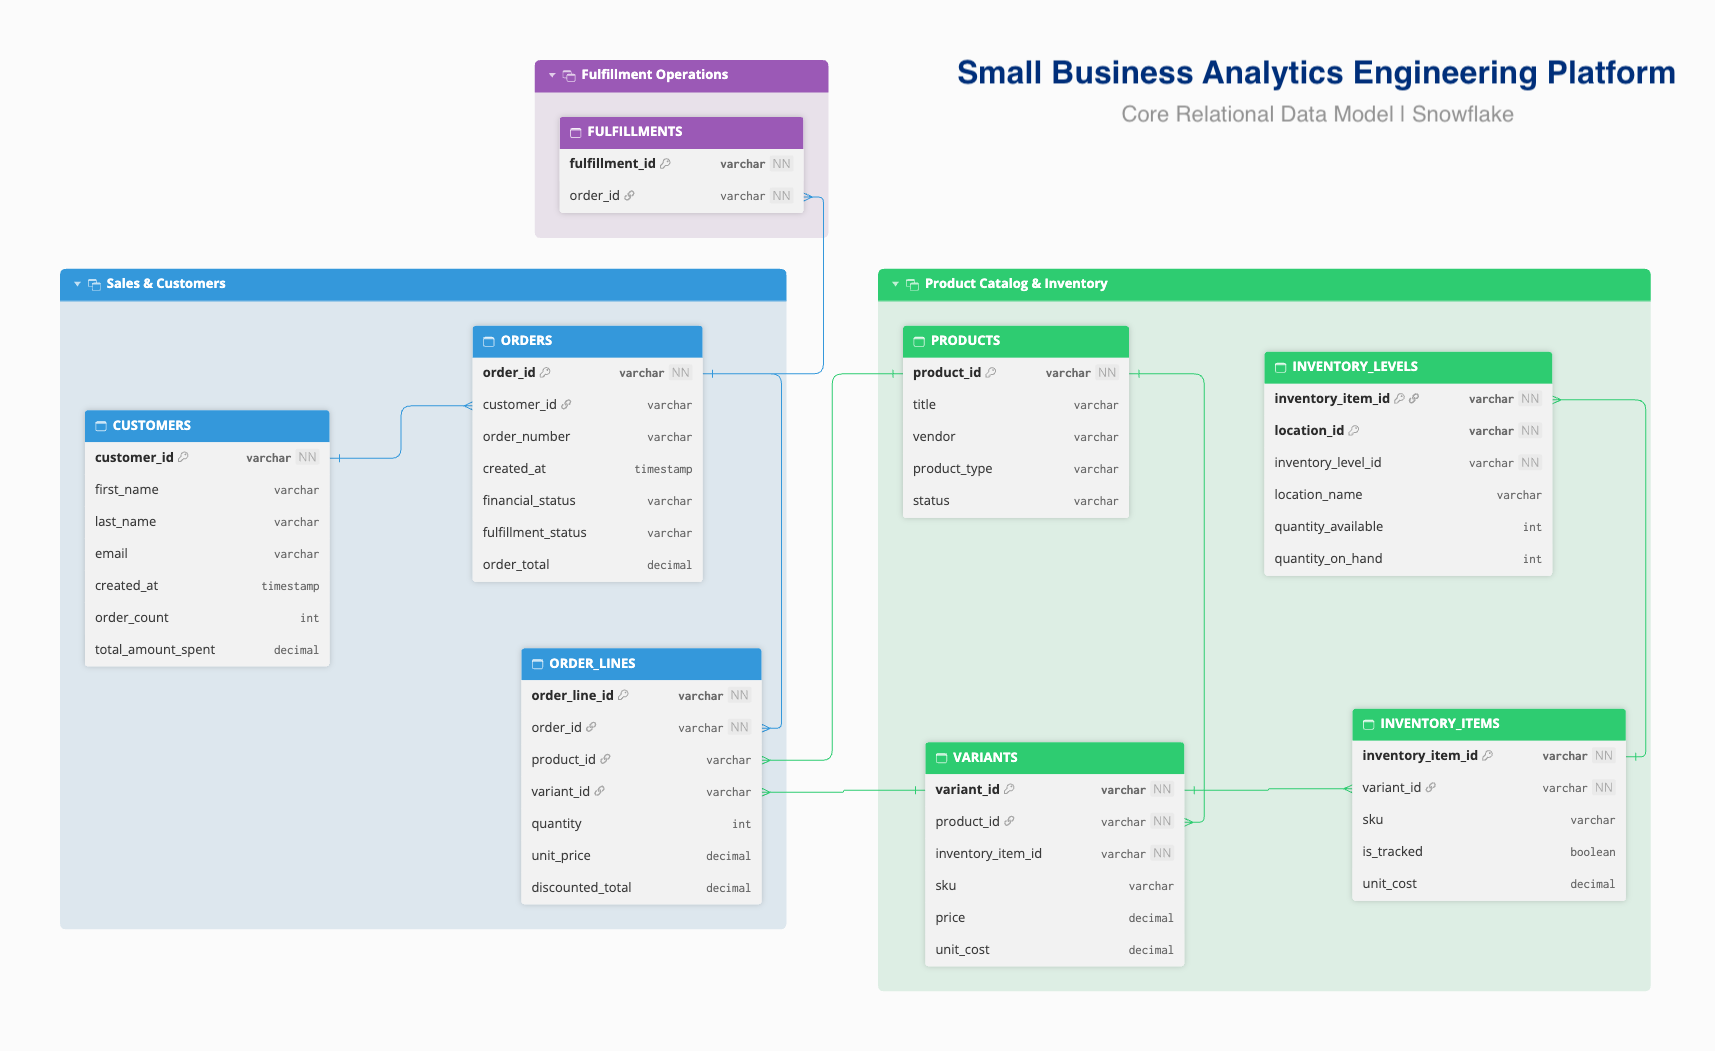 Small Business Analytics Engineering Platform
Core Relational Data Model | Snowflake
Fulfillment Operations
FULFILLMENTS
fulfillment_id varchar NN
order_id varchar NN
Sales & Customers
CUSTOMERS
customer_id varchar NN
first_name varchar
last_name varchar
email varchar
created_at timestamp
order_count int
total_amount_spent decimal
ORDERS
order_id varchar NN
customer_id varchar
order_number varchar
created_at timestamp
financial_status varchar
fulfillment_status varchar
order_total decimal
ORDER_LINES
order_line_id varchar NN
order_id varchar NN
product_id varchar
variant_id varchar
quantity int
unit_price decimal
discounted_total decimal
Product Catalog & Inventory
PRODUCTS
product_id varchar NN
title varchar
vendor varchar
product_type varchar
status varchar
INVENTORY_LEVELS
inventory_item_id varchar NN
location_id varchar NN
inventory_level_id varchar NN
location_name varchar
quantity_available int
quantity_on_hand int
VARIANTS
variant_id varchar NN
product_id varchar NN
inventory_item_id varchar NN
sku varchar
price decimal
unit_cost decimal
INVENTORY_ITEMS
inventory_item_id varchar NN
variant_id varchar NN
sku varchar
is_tracked boolean
unit_cost decimal